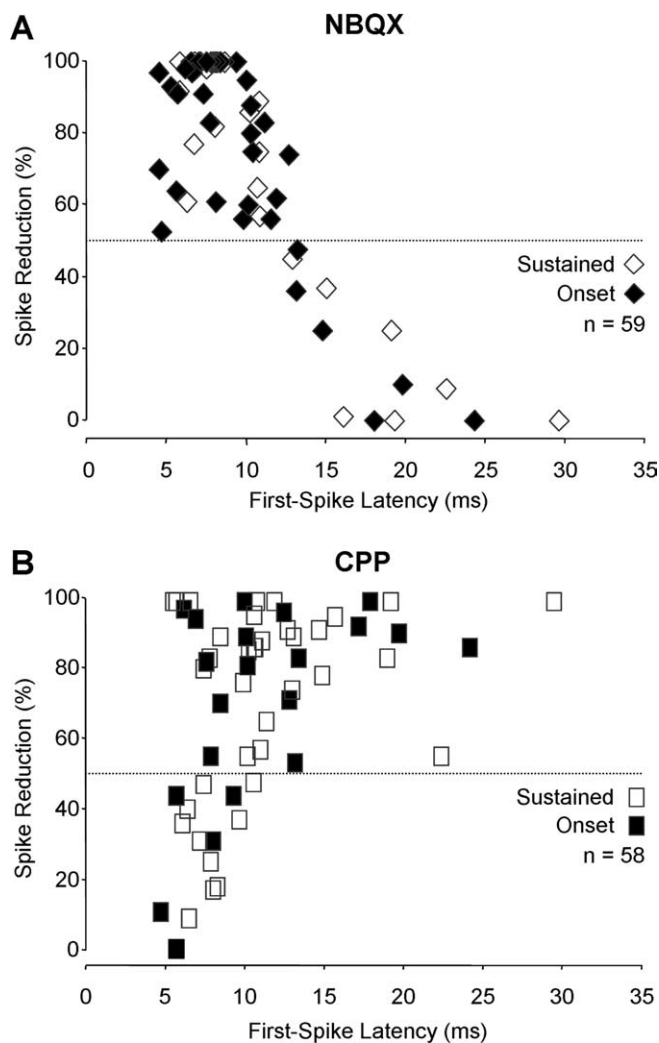 A
NBQX
100
80
60
40
20
0
Spike Reduction (%)
Sustained
Onset
n = 59
0 5 10 15 20 25 30 35
First-Spike Latency (ms)
B
CPP
100
80
60
40
20
0
Spike Reduction (%)
Sustained
Onset
n = 58
0 5 10 15 20 25 30 35
First-Spike Latency (ms)